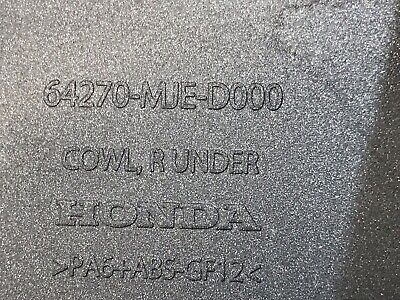 64270-MJE-D000
COWL, R UNDER
HONDA
>PA6+ABS-GF12<